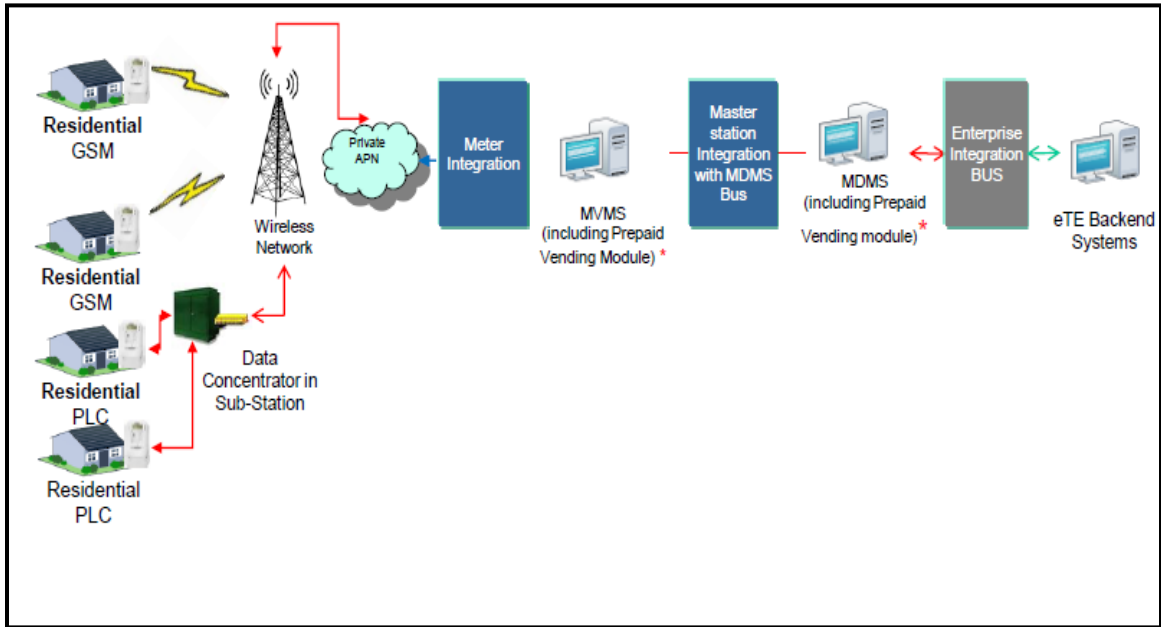 Residential
GSM
Residential
GSM
Residential
PLC
Residential
PLC
Wireless
Network
Data
Concentrator in
Sub-Station
Private
APN
Meter
Integration
MVMS
(including Prepaid
Vending Module) *
Master
station
Integration
with MDMS
Bus
MDMS
(including Prepaid
Vending module) *
Enterprise
Integration
BUS
eTE Backend
Systems